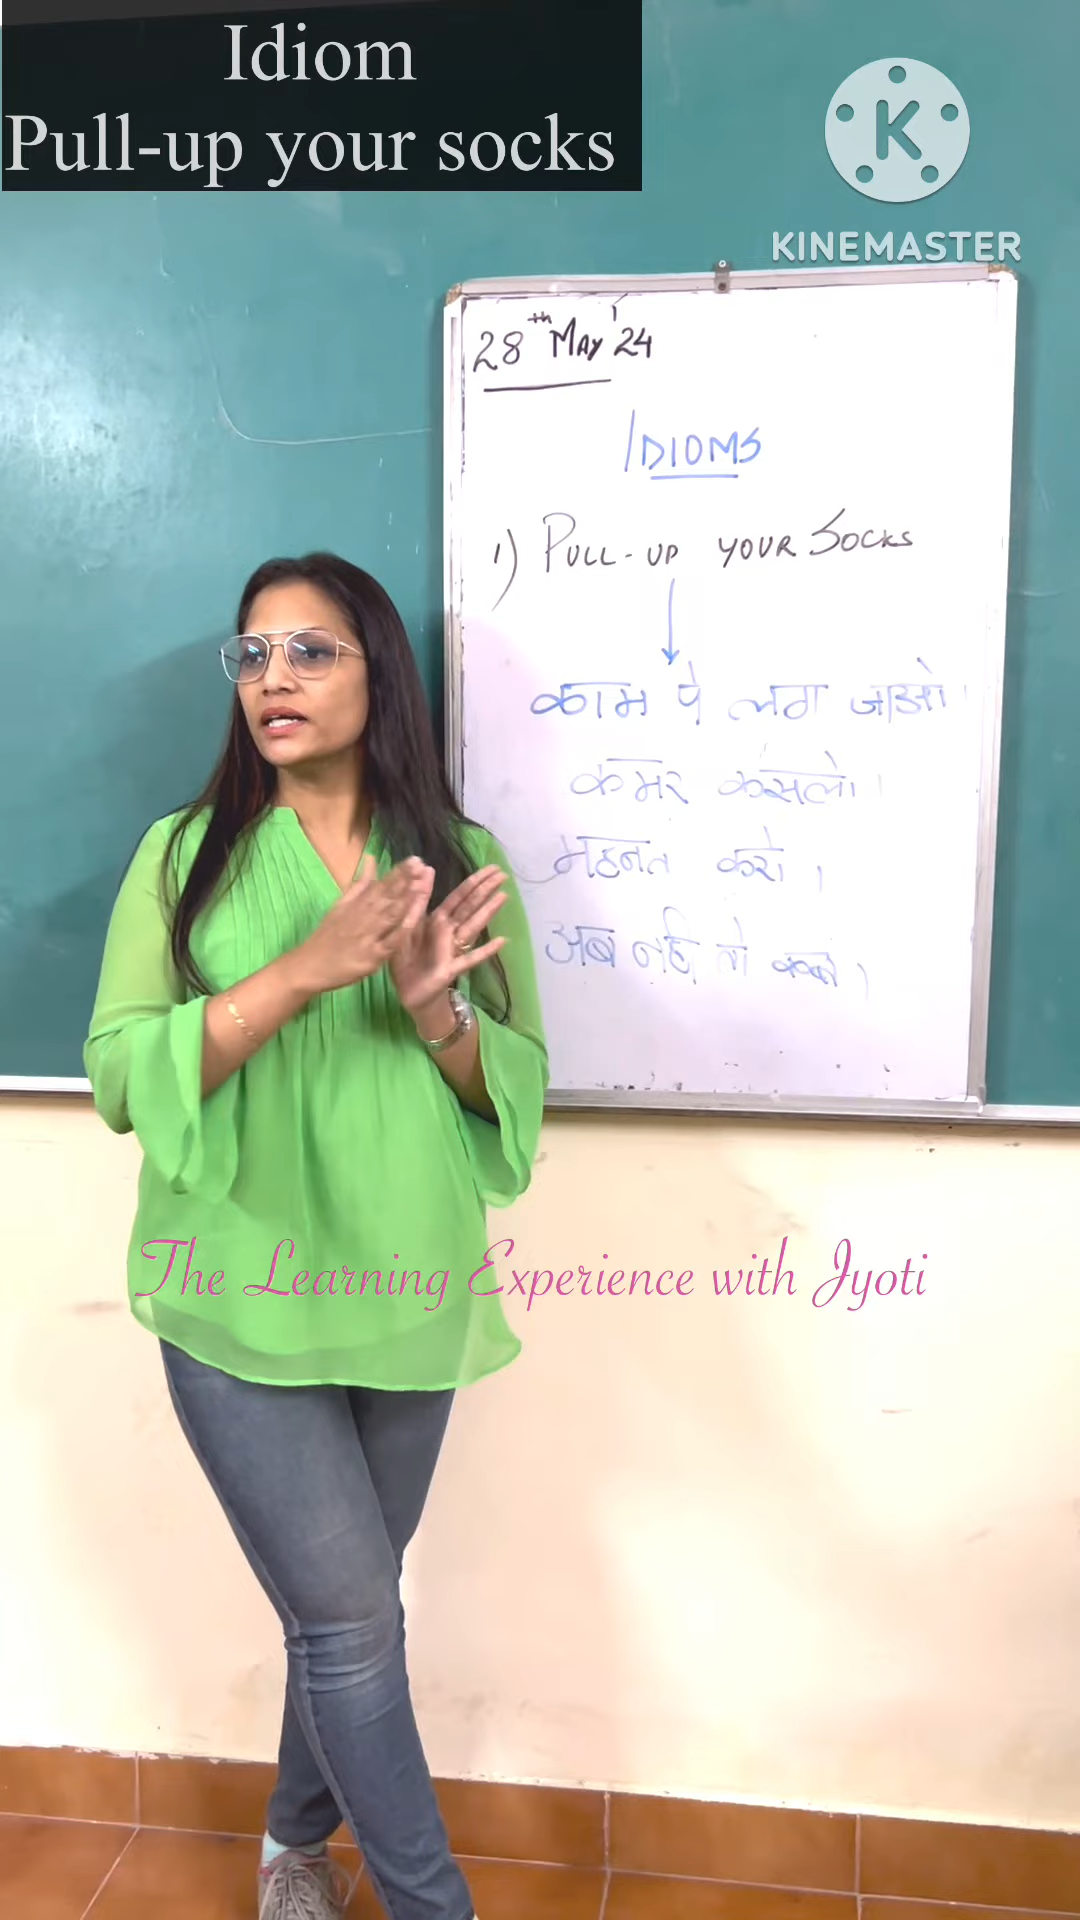 Idiom
Pull-up your socks
KINEMASTER
28th May '24
IDIOMS
1) PULL-UP YOUR SOCKS
काम पे लग जाओ।
कमर कसलो।
मेहनत करो।
अब नही तो कब।
The Learning Experience with Jyoti